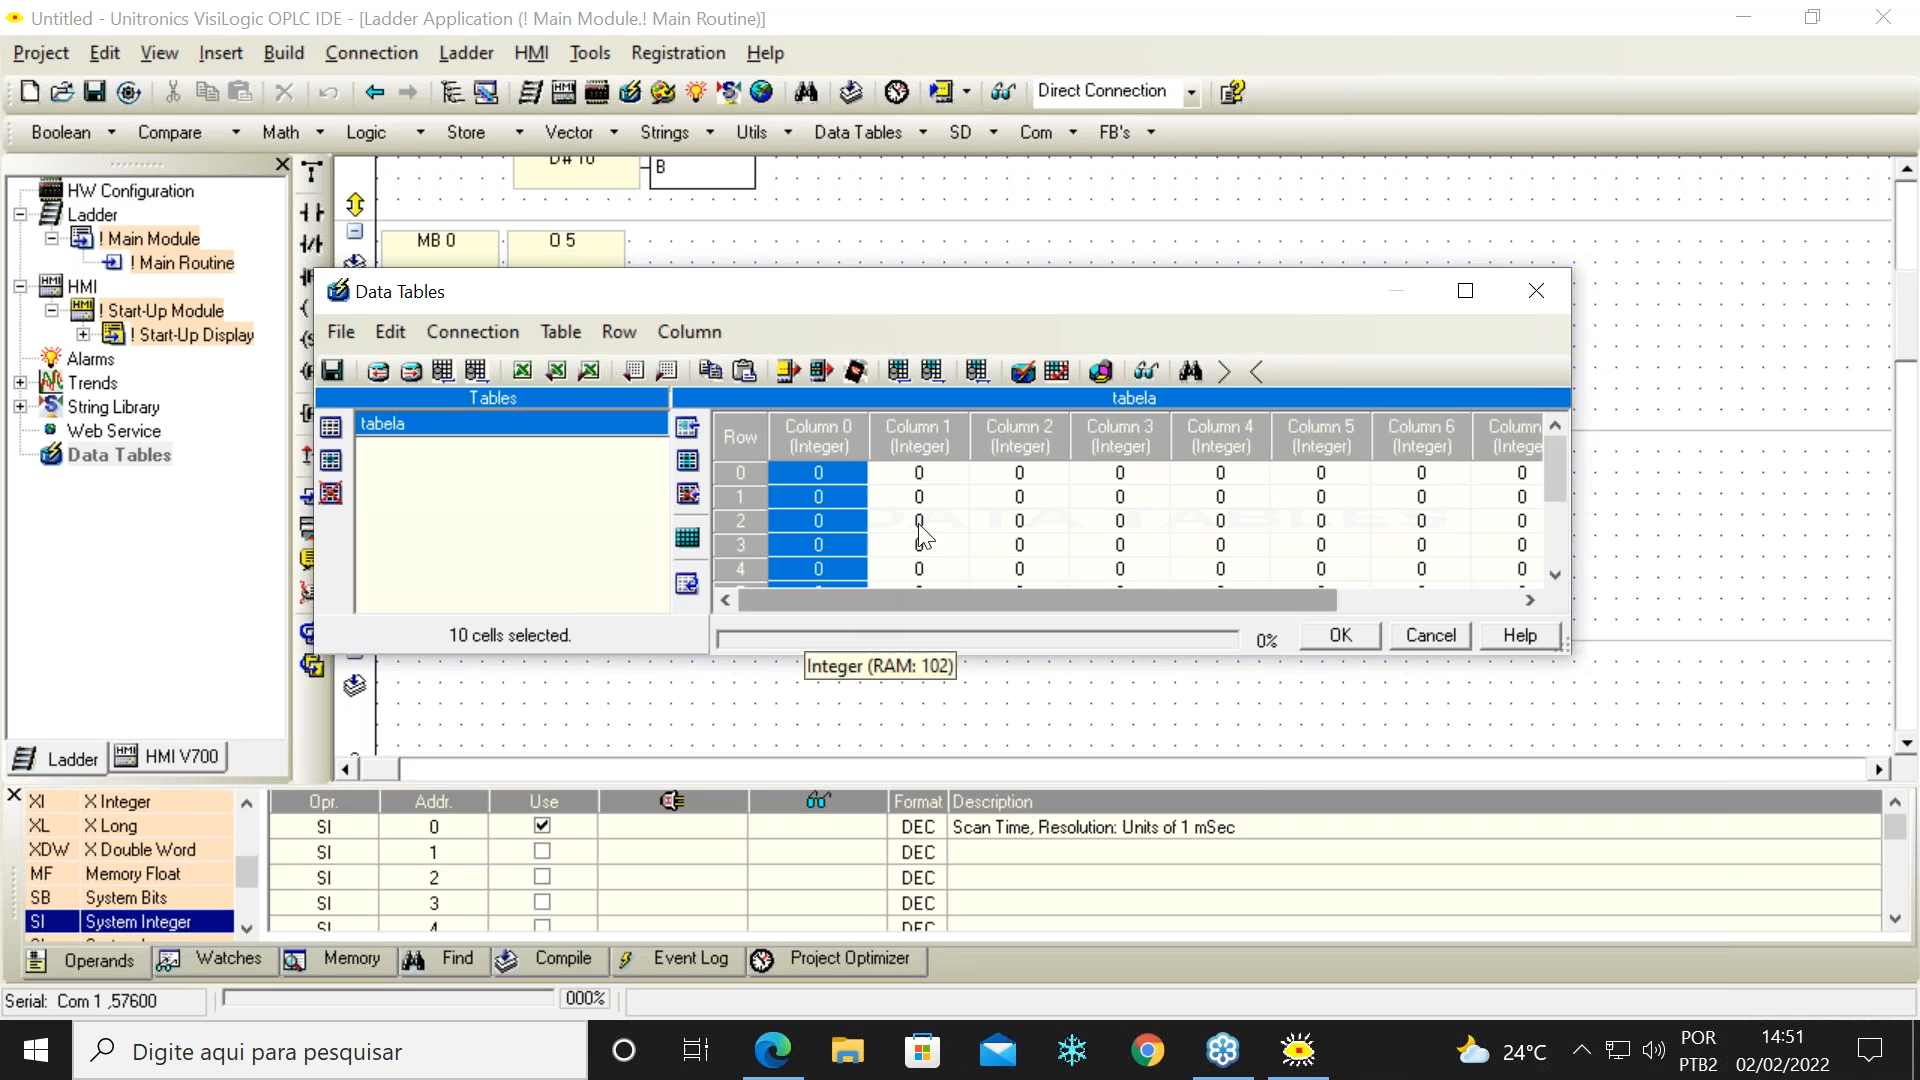 Untitled - Unitronics VisiLogic OPLC IDE - [Ladder Application (! Main Module.! Main Routine)]
Project Edit View Insert Build Connection Ladder HMI Tools Registration Help
Direct Connection
Boolean Compare Math Logic Store Vector Strings Utils Data Tables SD Com FB's
HW Configuration
Ladder
! Main Module
! Main Routine
HMI
! Start-Up Module
! Start-Up Display
Alarms
Trends
String Library
Web Service
Data Tables
Ladder HMI V700
D# 10 B
MB 0 O 5
Data Tables
File Edit Connection Table Row Column
Tables tabela
tabela
Row Column 0 (Integer) Column 1 (Integer) Column 2 (Integer) Column 3 (Integer) Column 4 (Integer) Column 5 (Integer) Column 6 (Integer) Column (Intege
0 0 0 0 0 0 0 0 0
1 0 0 0 0 0 0 0 0
2 0 0 0 0 0 0 0 0
3 0 0 0 0 0 0 0 0
4 0 0 0 0 0 0 0 0
10 cells selected. 0% OK Cancel Help
Integer (RAM: 102)
XI X Integer
XL X Long
XDW X Double Word
MF Memory Float
SB System Bits
SI System Integer
Opr. Addr. Use Format Description
SI 0 DEC Scan Time, Resolution: Units of 1 mSec
SI 1 DEC
SI 2 DEC
SI 3 DEC
SI 4 DEC
Operands Watches Memory Find Compile Event Log Project Optimizer
Serial: Com 1 ,57600 000%
Digite aqui para pesquisar
24°C POR 14:51
PTB2 02/02/2022